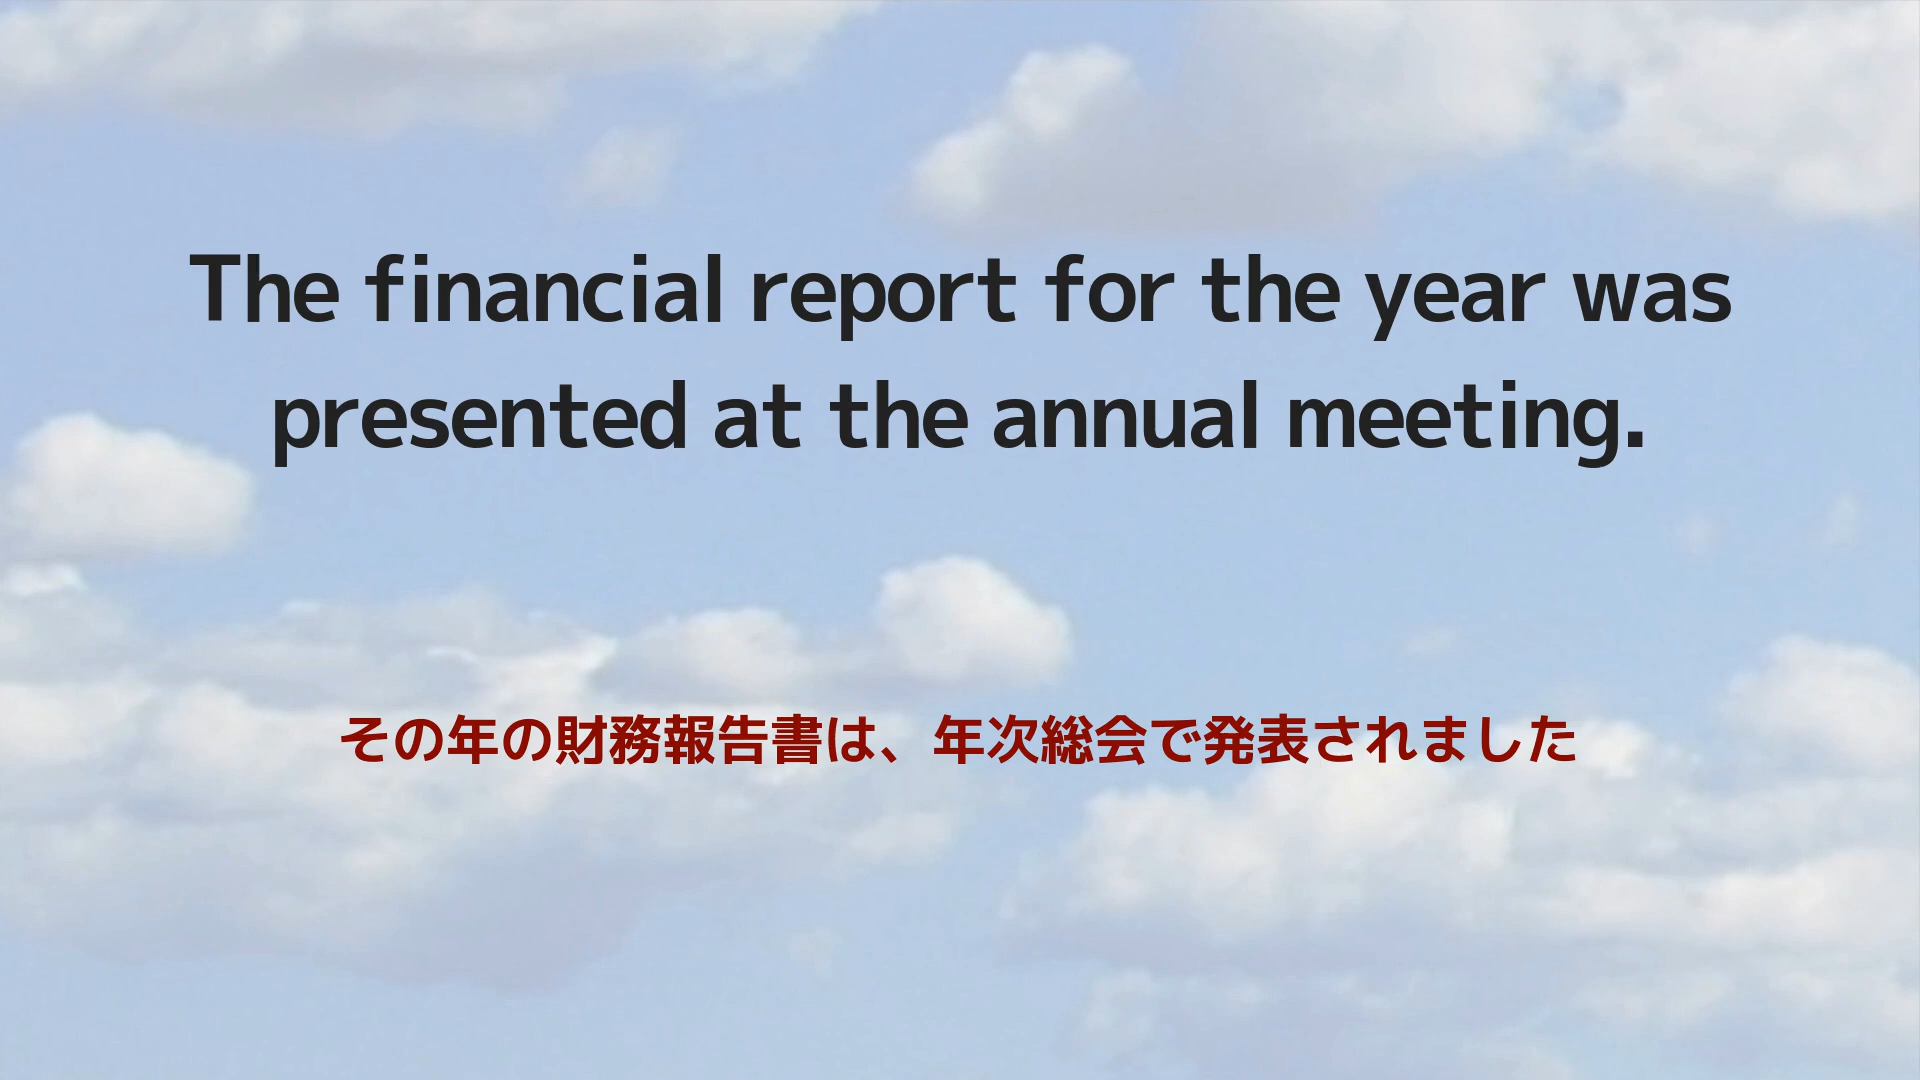 The financial report for the year was
presented at the annual meeting.
その年の財務報告書は、年次総会で発表されました